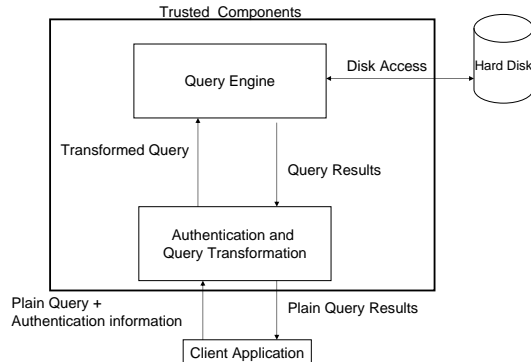 Trusted Components
Disk Access
Hard Disk
Query Engine
Transformed Query
Query Results
Authentication and
Query Transformation
Plain Query +
Authentication information
Plain Query Results
Client Application